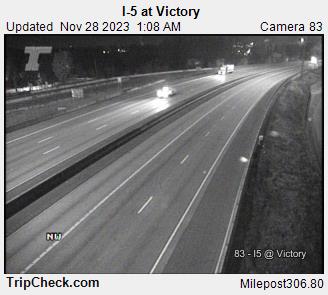 I-5 at Victory
Updated Nov 28 2023 1:08 AM Camera 83
T
NW
83 - I5 @ Victory
TripCheck.com Milepost306.80